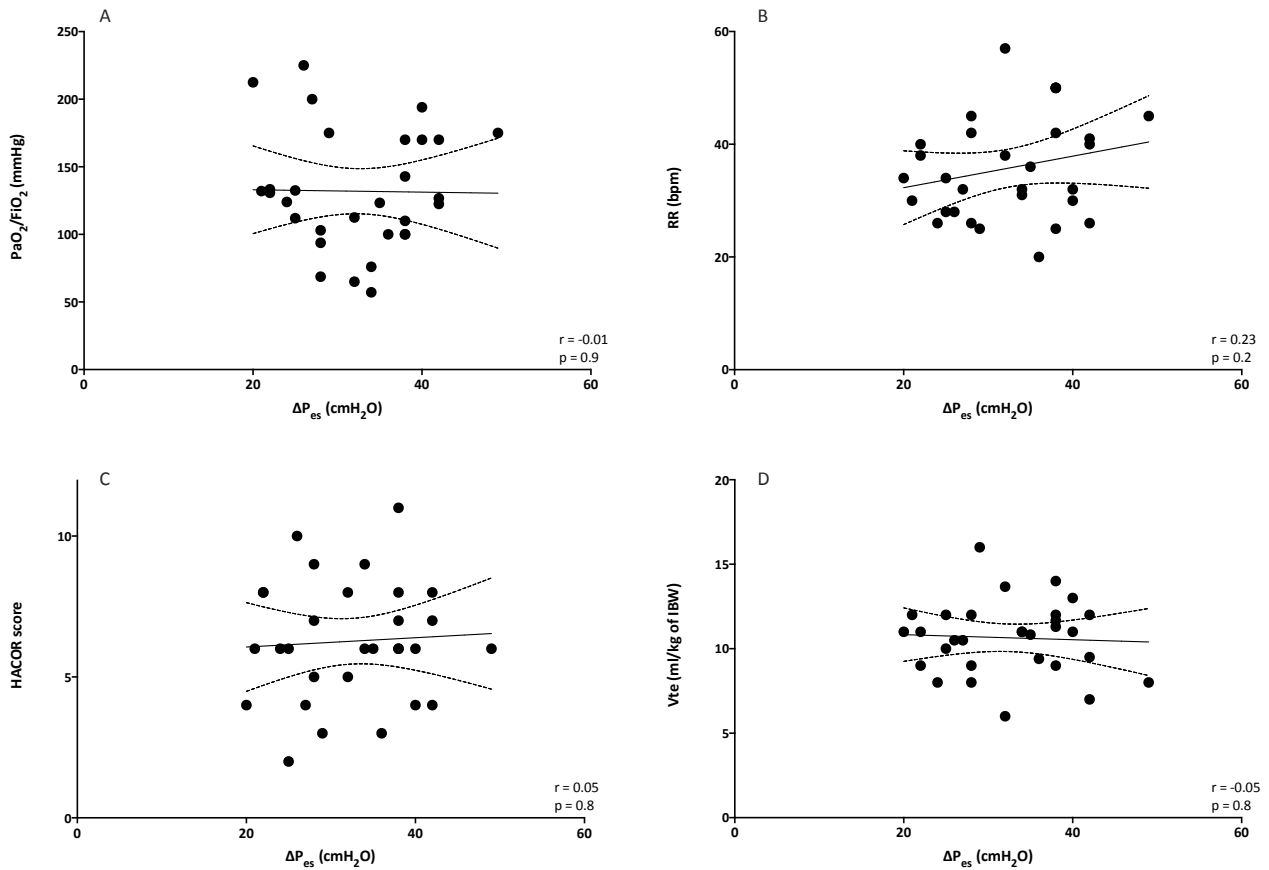 A
250
200
150
100
50
0
PaO2/FiO2 (mmHg)
0 20 40 60
ΔPes (cmH2O)
r = -0.01
p = 0.9
B
60
40
20
0
RR (bpm)
0 20 40 60
ΔPes (cmH2O)
r = 0.23
p = 0.2
C
10
5
0
HACOR score
0 20 40 60
ΔPes (cmH2O)
r = 0.05
p = 0.8
D
20
15
10
5
0
Vte (ml/kg of IBW)
0 20 40 60
ΔPes (cmH2O)
r = -0.05
p = 0.8